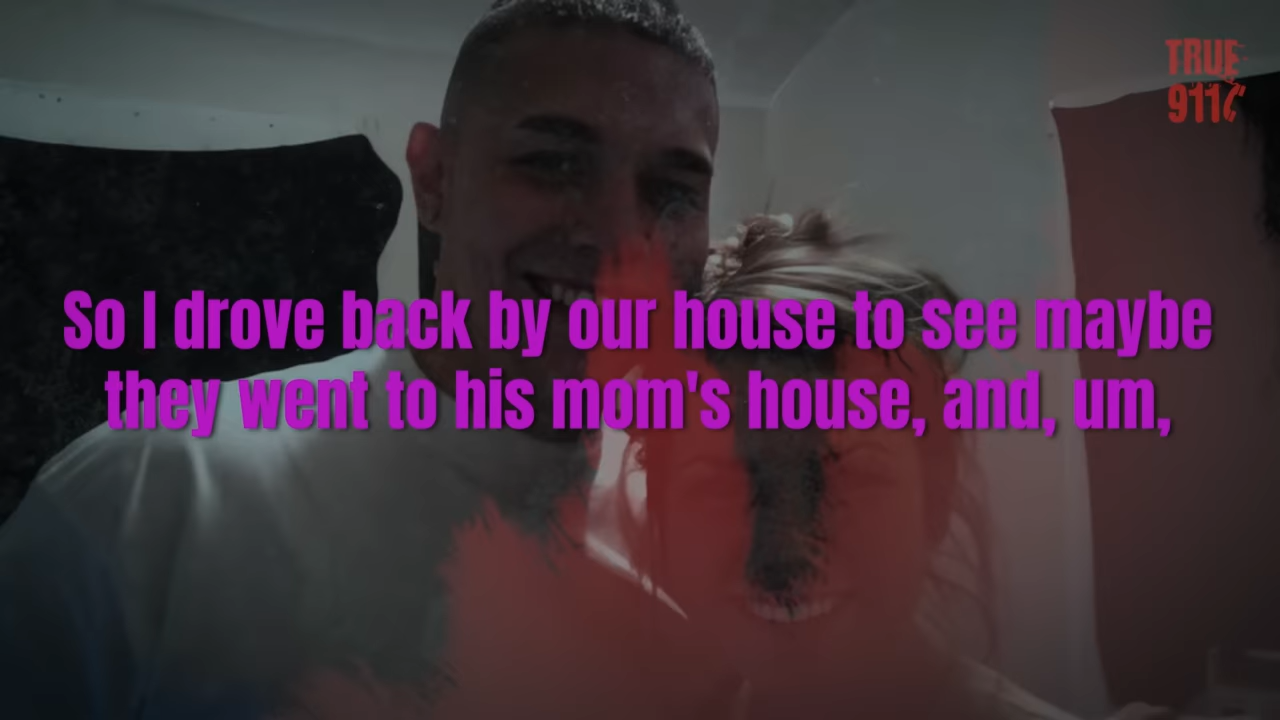 TRUE
911
So I drove back by our house to see maybe
they went to his mom's house, and, um,